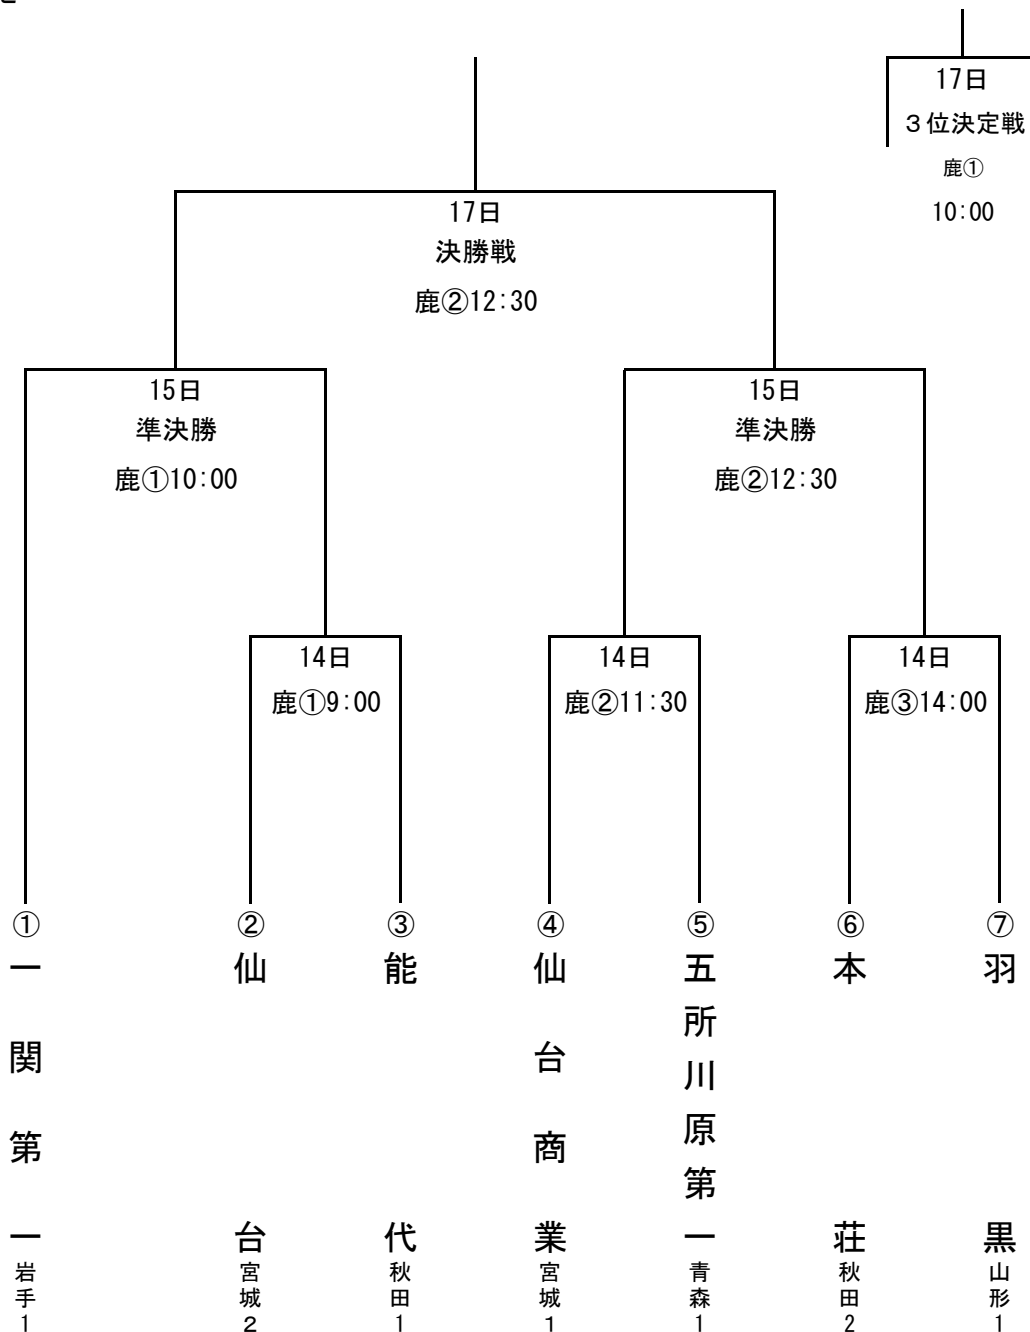 17日
３位決定戦
鹿①
10:00
17日
決勝戦
鹿②12:30
15日
準決勝
鹿①10:00
15日
準決勝
鹿②12:30
14日
鹿①9:00
14日
鹿②11:30
14日
鹿③14:00
①
一関第一
岩手1
②
仙台
宮城２
③
能代
秋田1
④
仙台商業
宮城１
⑤
五所川原第一
青森1
⑥
本荘
秋田2
⑦
羽黒
山形1